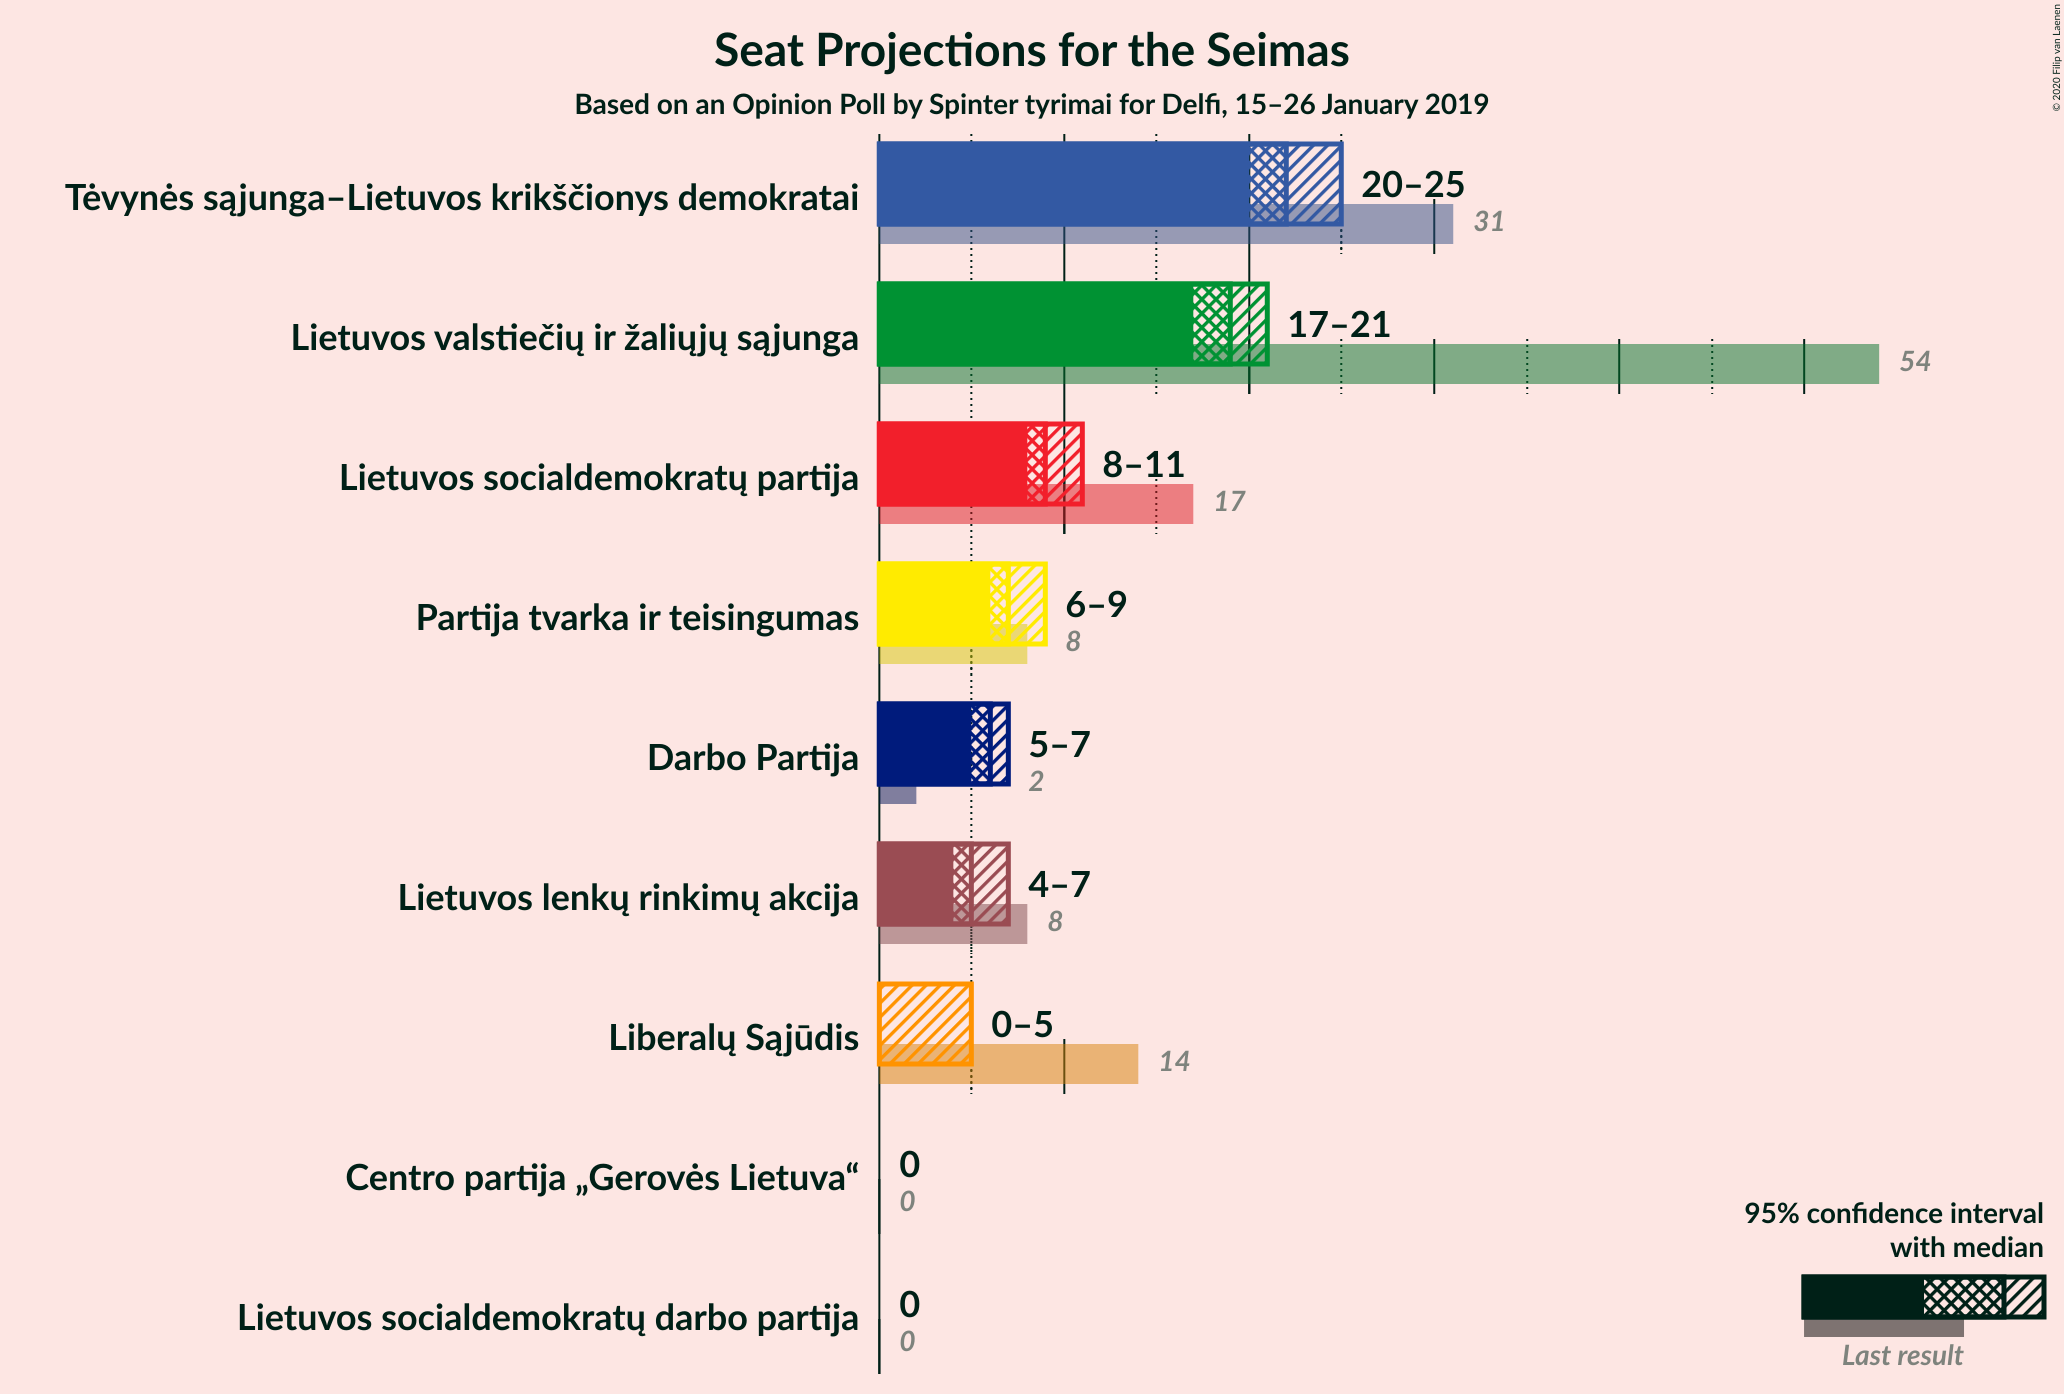 Seat Projections for the Seimas
Based on an Opinion Poll by Spinter tyrimai for Delfi, 15–26 January 2019
© 2020 Filip van Laenen
Tėvynės sąjunga–Lietuvos krikščionys demokratai
20–25
31
Lietuvos valstiečių ir žaliųjų sąjunga
17–21
54
Lietuvos socialdemokratų partija
8–11
17
Partija tvarka ir teisingumas
6–9
8
Darbo Partija
5–7
2
Lietuvos lenkų rinkimų akcija
4–7
8
Liberalų Sąjūdis
0–5
14
Centro partija „Gerovės Lietuva“
0
0
Lietuvos socialdemokratų darbo partija
0
0
95% confidence interval
with median
Last result